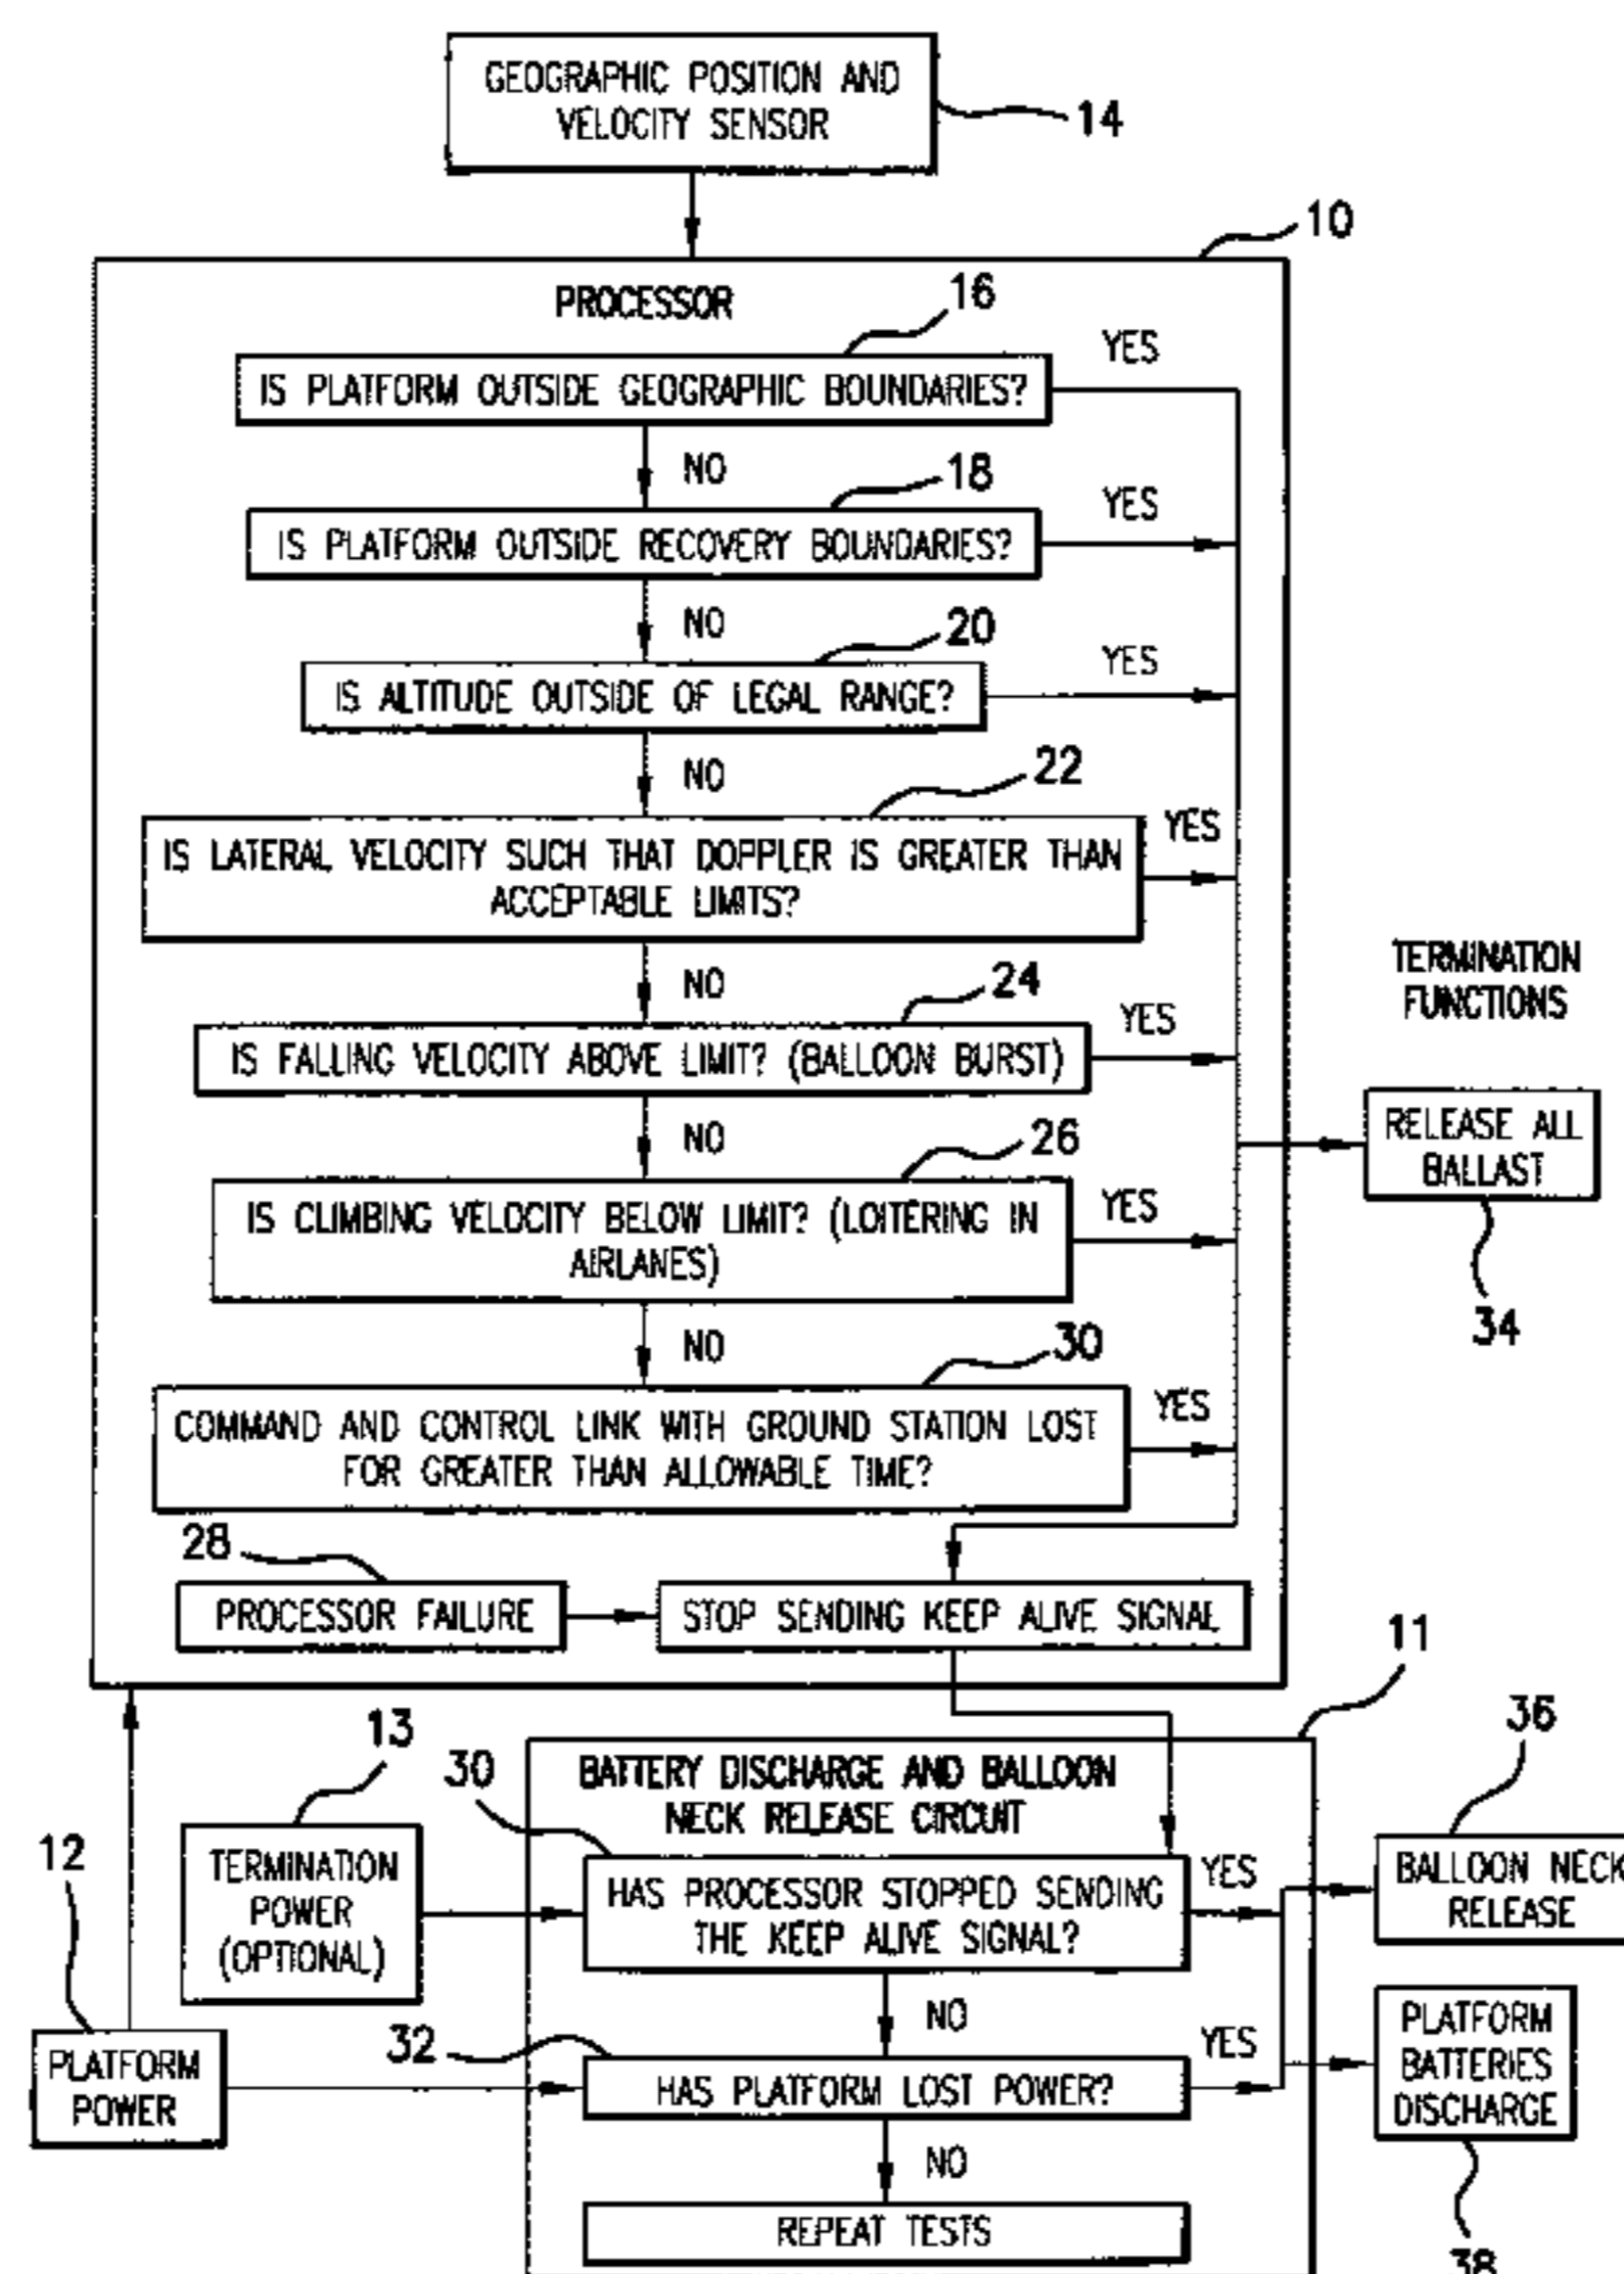 GEOGRAPHIC POSITION AND
VELOCITY SENSOR
14
10
PROCESSOR
16
IS PLATFORM OUTSIDE GEOGRAPHIC BOUNDARIES?
YES
NO
18
IS PLATFORM OUTSIDE RECOVERY BOUNDARIES?
YES
NO
20
IS ALTITUDE OUTSIDE OF LEGAL RANGE?
YES
NO
22
IS LATERAL VELOCITY SUCH THAT DOPPLER IS GREATER THAN
ACCEPTABLE LIMITS?
YES
NO
24
IS FALLING VELOCITY ABOVE LIMIT? (BALLOON BURST)
YES
NO
26
IS CLIMBING VELOCITY BELOW LIMIT? (LOITERING IN
AIRLANES)
YES
NO
30
COMMAND AND CONTROL LINK WITH GROUND STATION LOST
FOR GREATER THAN ALLOWABLE TIME?
YES
TERMINATION
FUNCTIONS
RELEASE ALL
BALLAST
34
28
PROCESSOR FAILURE
STOP SENDING KEEP ALIVE SIGNAL
11
13
TERMINATION
POWER
(OPTIONAL)
12
PLATFORM
POWER
30
BATTERY DISCHARGE AND BALLOON
NECK RELEASE CIRCUIT
HAS PROCESSOR STOPPED SENDING
THE KEEP ALIVE SIGNAL?
YES
NO
32
HAS PLATFORM LOST POWER?
YES
NO
REPEAT TESTS
36
BALLOON NECK
RELEASE
PLATFORM
BATTERIES
DISCHARGE
38